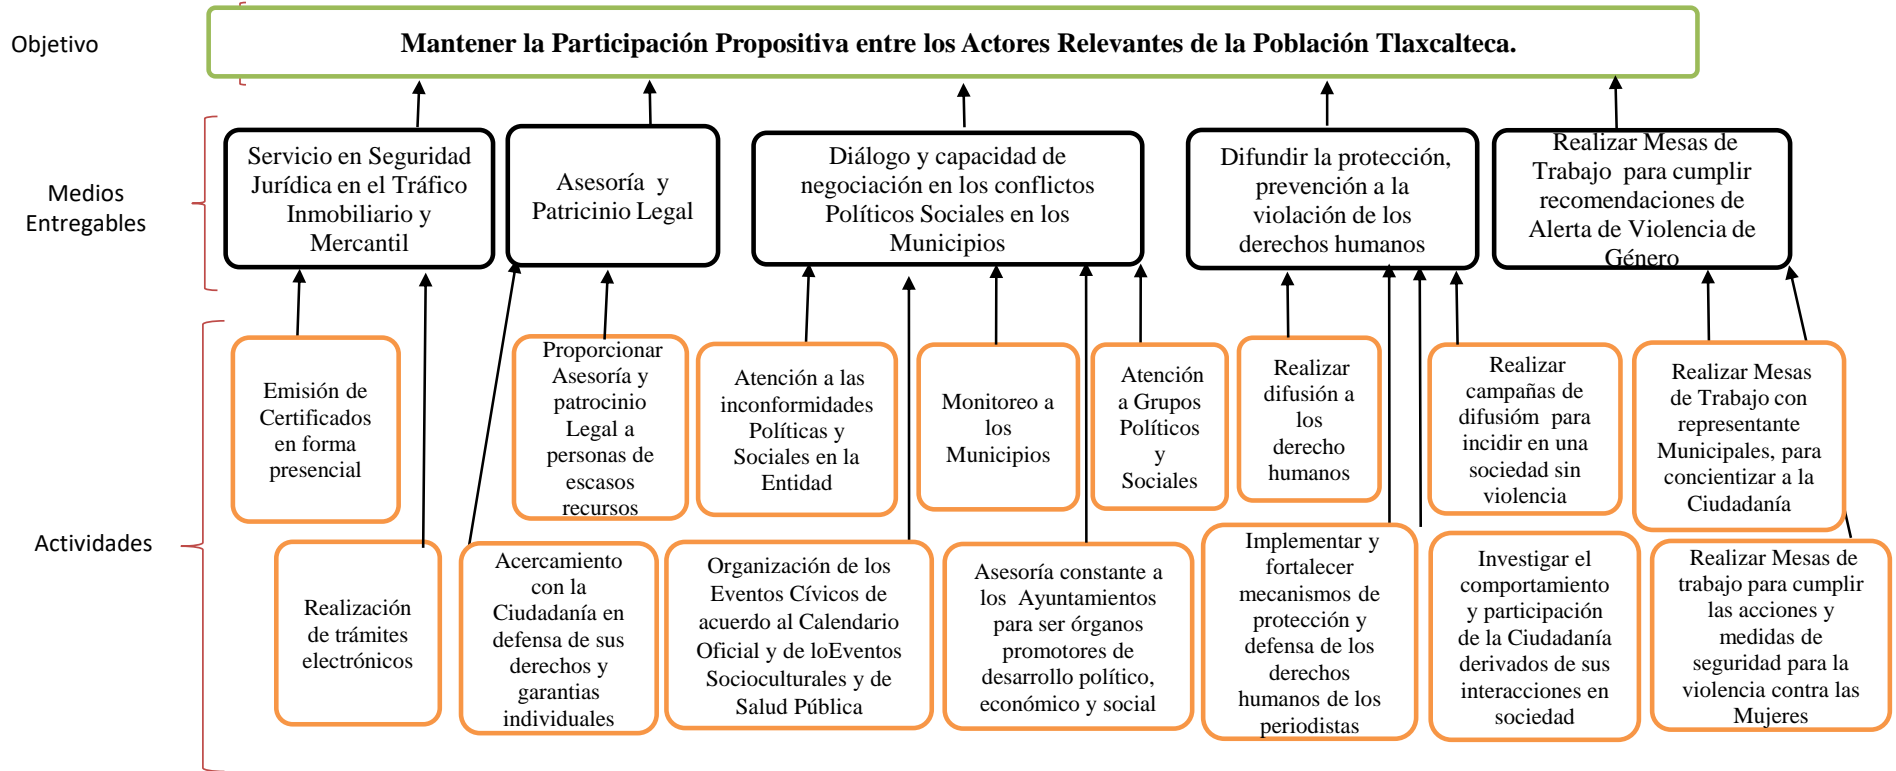 Objetivo
Mantener la Participación Propositiva entre los Actores Relevantes de la Población Tlaxcalteca.
Medios
Entregables
Servicio en Seguridad
Jurídica en el Tráfico
Inmobiliario y
Mercantil
Asesoría y
Patricinio Legal
Diálogo y capacidad de
negociación en los conflictos
Políticos Sociales en los
Municipios
Difundir la protección,
prevención a la
violación de los
derechos humanos
Realizar Mesas de
Trabajo para cumplir
recomendaciones de
Alerta de Violencia de
Género
Actividades
Emisión de
Certificados
en forma
presencial
Proporcionar
Asesoría y
patrocinio
Legal a
personas de
escasos
recursos
Atención a las
inconformidades
Políticas y
Sociales en la
Entidad
Monitoreo a
los
Municipios
Atención
a Grupos
Políticos
y
Sociales
Realizar
difusión a
los
derecho
humanos
Realizar
campañas de
difusióm para
incidir en una
sociedad sin
violencia
Realizar Mesas
de Trabajo con
representante
Municipales, para
concientizar a la
Ciudadanía
Realización
de trámites
electrónicos
Acercamiento
con la
Ciudadanía en
defensa de sus
derechos y
garantias
individuales
Organización de los
Eventos Cívicos de
acuerdo al Calendario
Oficial y de loEventos
Socioculturales y de
Salud Pública
Asesoría constante a
los Ayuntamientos
para ser órganos
promotores de
desarrollo político,
económico y social
Implementar y
fortalecer
mecanismos de
protección y
defensa de los
derechos
humanos de los
periodistas
Investigar el
comportamiento
y participación
de la Ciudadanía
derivados de sus
interacciones en
sociedad
Realizar Mesas de
trabajo para cumplir
las acciones y
medidas de
seguridad para la
violencia contra las
Mujeres